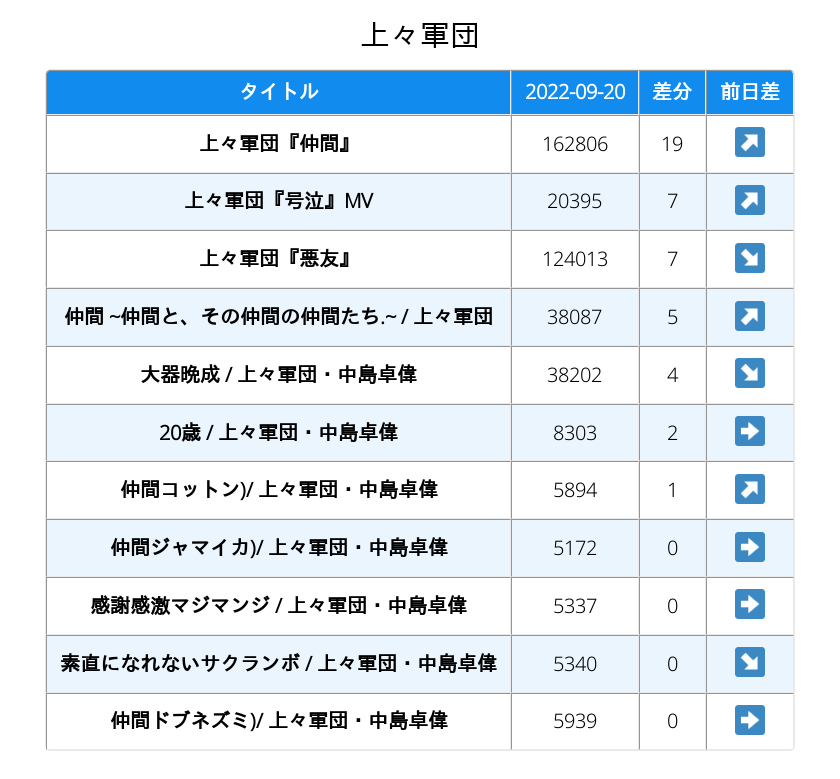 上々軍団
タイトル 2022-09-20 差分 前日差
上々軍団『仲間』 162806 19 ↗
上々軍団『号泣』MV 20395 7 ↗
上々軍団『悪友』 124013 7 ↘
仲間 ~仲間と、その仲間の仲間たち.~ / 上々軍団 38087 5 ↗
大器晩成 / 上々軍団・中島卓偉 38202 4 ↘
20歳 / 上々軍団・中島卓偉 8303 2 →
仲間コットン)/ 上々軍団・中島卓偉 5894 1 ↗
仲間ジャマイカ)/ 上々軍団・中島卓偉 5172 0 →
感謝感激マジマンジ / 上々軍団・中島卓偉 5337 0 →
素直になれないサクランボ / 上々軍団・中島卓偉 5340 0 ↘
仲間ドブネズミ)/ 上々軍団・中島卓偉 5939 0 →